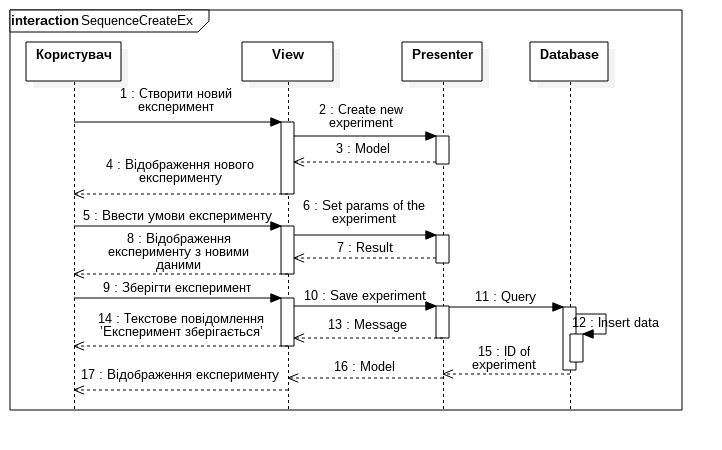 interaction SequenceCreateEx
Користувач
View
Presenter
Database
1 : Створити новий
експеримент
2 : Create new
experiment
3 : Model
4 : Відображення нового
експерименту
5 : Ввести умови експерименту
6 : Set params of the
experiment
7 : Result
8 : Відображення
експерименту з новими
даними
9 : Зберігти експеримент
10 : Save experiment
11 : Query
12 : Insert data
13 : Message
14 : Текстове повідомлення
'Експеримент зберігається'
15 : ID of
experiment
16 : Model
17 : Відображення експерименту